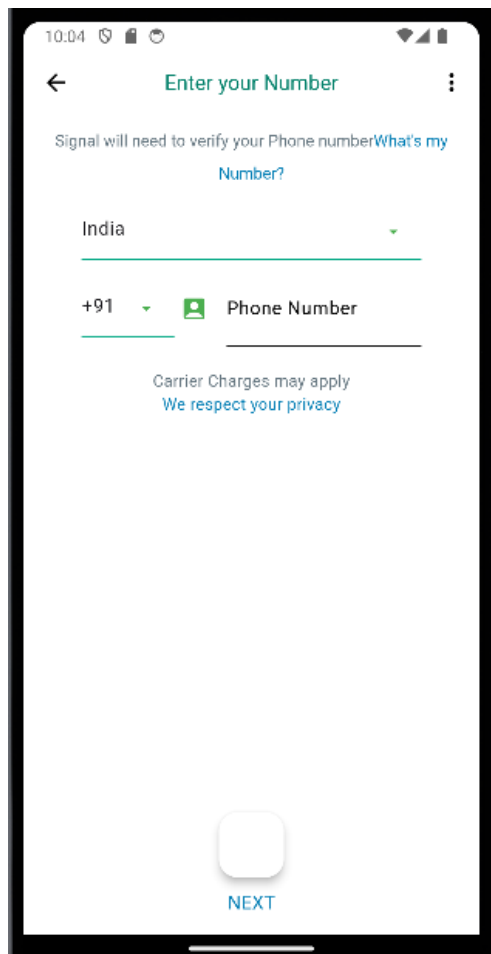 10:04
Enter your Number
Signal will need to verify your Phone numberWhat's my
Number?
India
+91 Phone Number
Carrier Charges may apply
We respect your privacy
NEXT